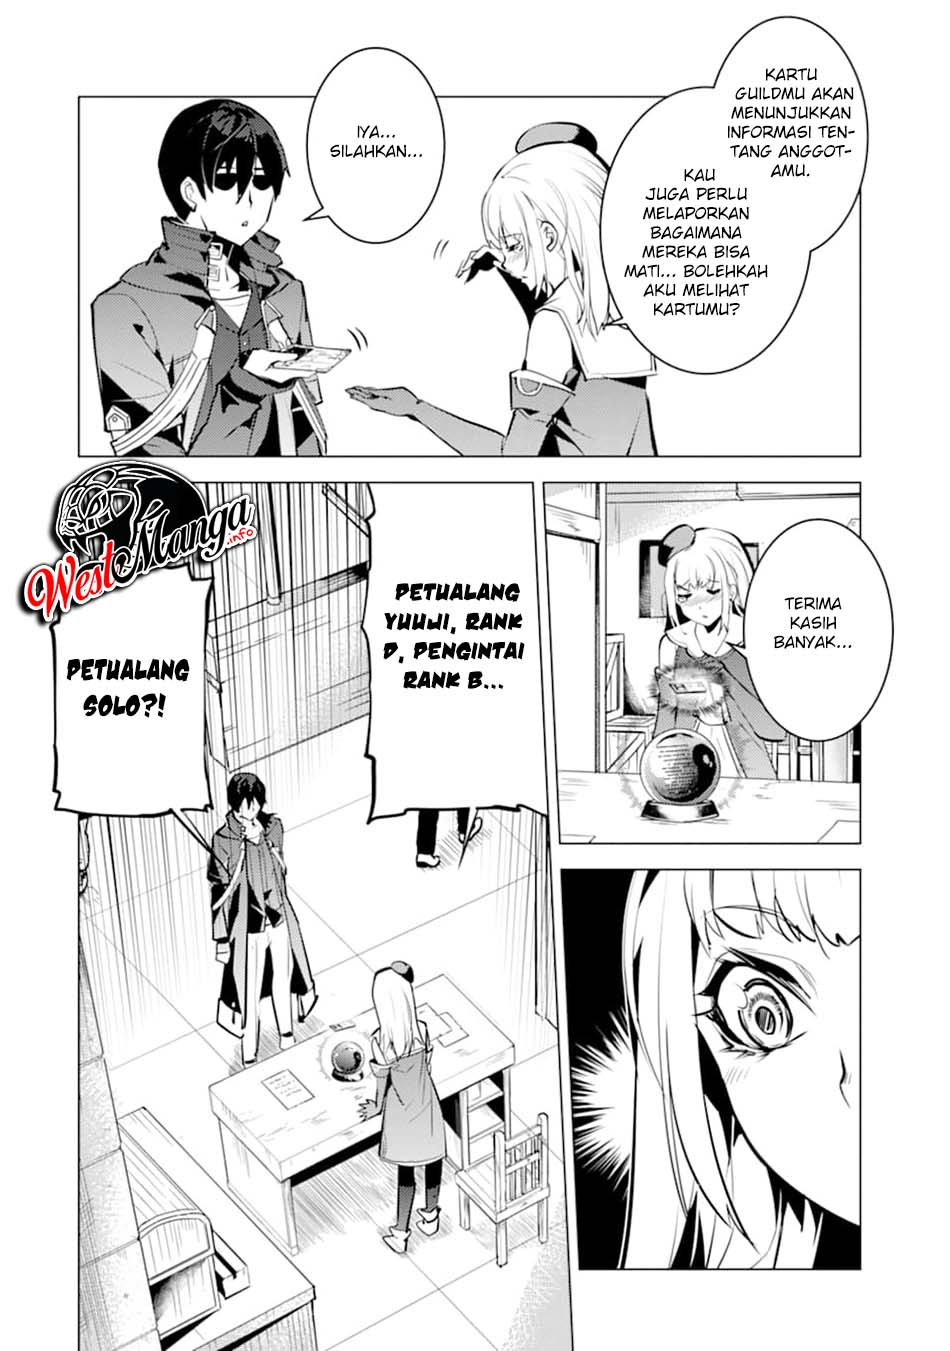 KARTU
GUILDMU AKAN
MENUNJUKKAN
INFORMASI TEN-
TANG ANGGOT-
AMU.
KAU
JUGA PERLU
MELAPORKAN
BAGAIMANA
MEREKA BISA
MATI... BOLEHKAH
AKU MELIHAT
KARTUMU?
IYA...
SILAHKAN...
TERIMA
KASIH
BANYAK...
PETUALANG
YUUJI, RANK
D, PENGINTAI
RANK B...
PETUALANG
SOLO?!
WestManga
.info